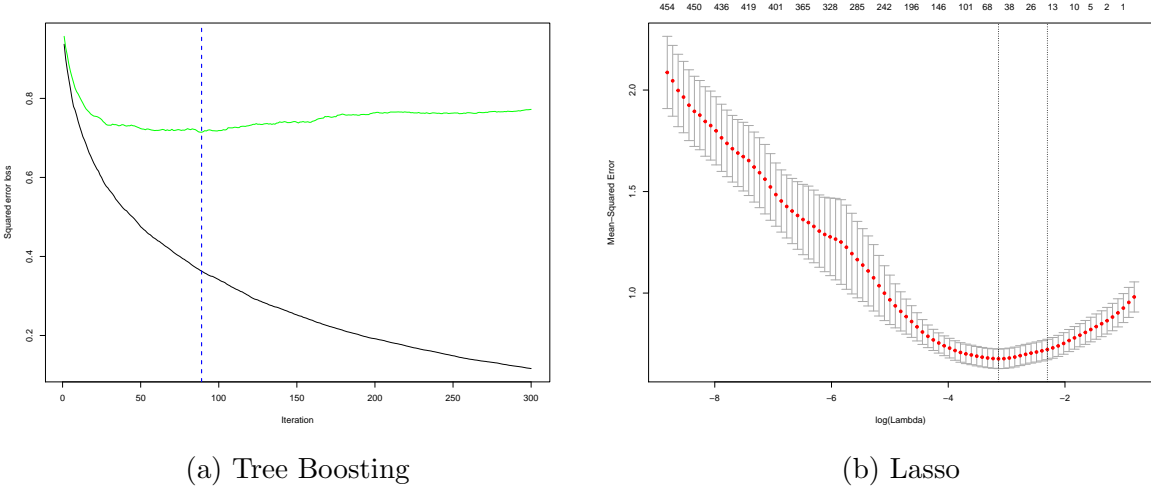 0.8
0.6
0.4
0.2
Squared error loss
0 50 100 150 200 250 300
Iteration
(a) Tree Boosting
454 450 436 419 401 365 328 285 242 196 146 101 68 38 26 13 10 5 2 1
2.0
1.5
1.0
Mean−Squared Error
−8 −6 −4 −2
log(Lambda)
(b) Lasso